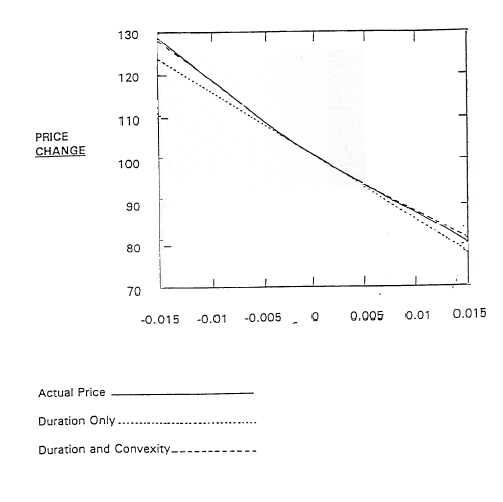 130
120
110
PRICE
CHANGE
100
90
80
70
-0.015 -0.01 -0.005 0 0.005 0.01 0.015
Actual Price
Duration Only
Duration and Convexity